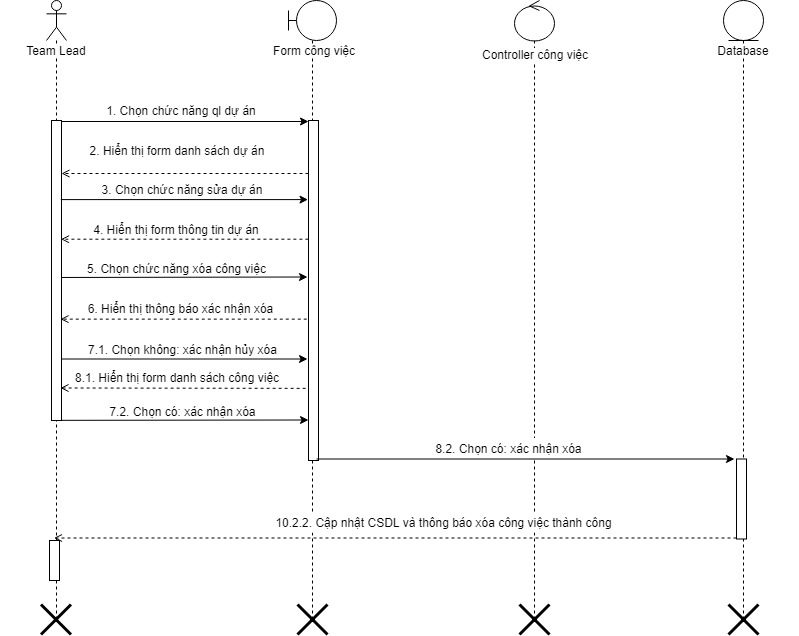 Team Lead
Form công việc
Controller công việc
Database
1. Chọn chức năng ql dự án
2. Hiển thị form danh sách dự án
3. Chọn chức năng sửa dự án
4. Hiển thị form thông tin dự án
5. Chọn chức năng xóa công việc
6. Hiển thị thông báo xác nhận xóa
7.1. Chọn không: xác nhận hủy xóa
8.1. Hiển thị form danh sách công việc
7.2. Chọn có: xác nhận xóa
8.2. Chọn có: xác nhận xóa
10.2.2. Cập nhật CSDL và thông báo xóa công việc thành công